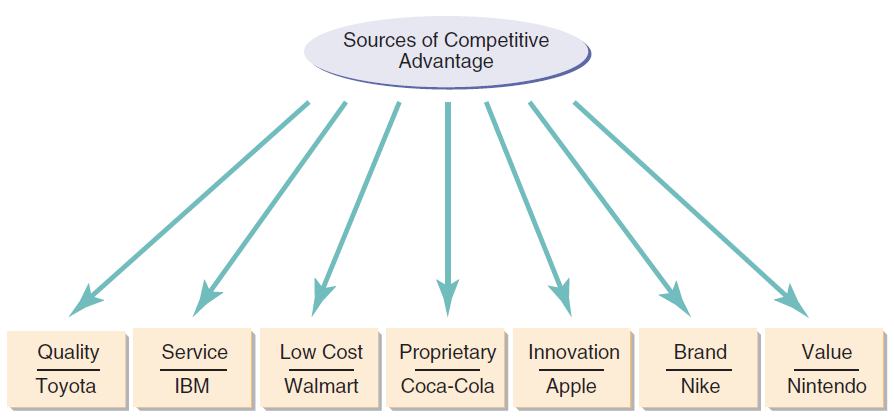 Sources of Competitive
Advantage
Quality
Toyota
Service
IBM
Low Cost
Walmart
Proprietary
Coca-Cola
Innovation
Apple
Brand
Nike
Value
Nintendo